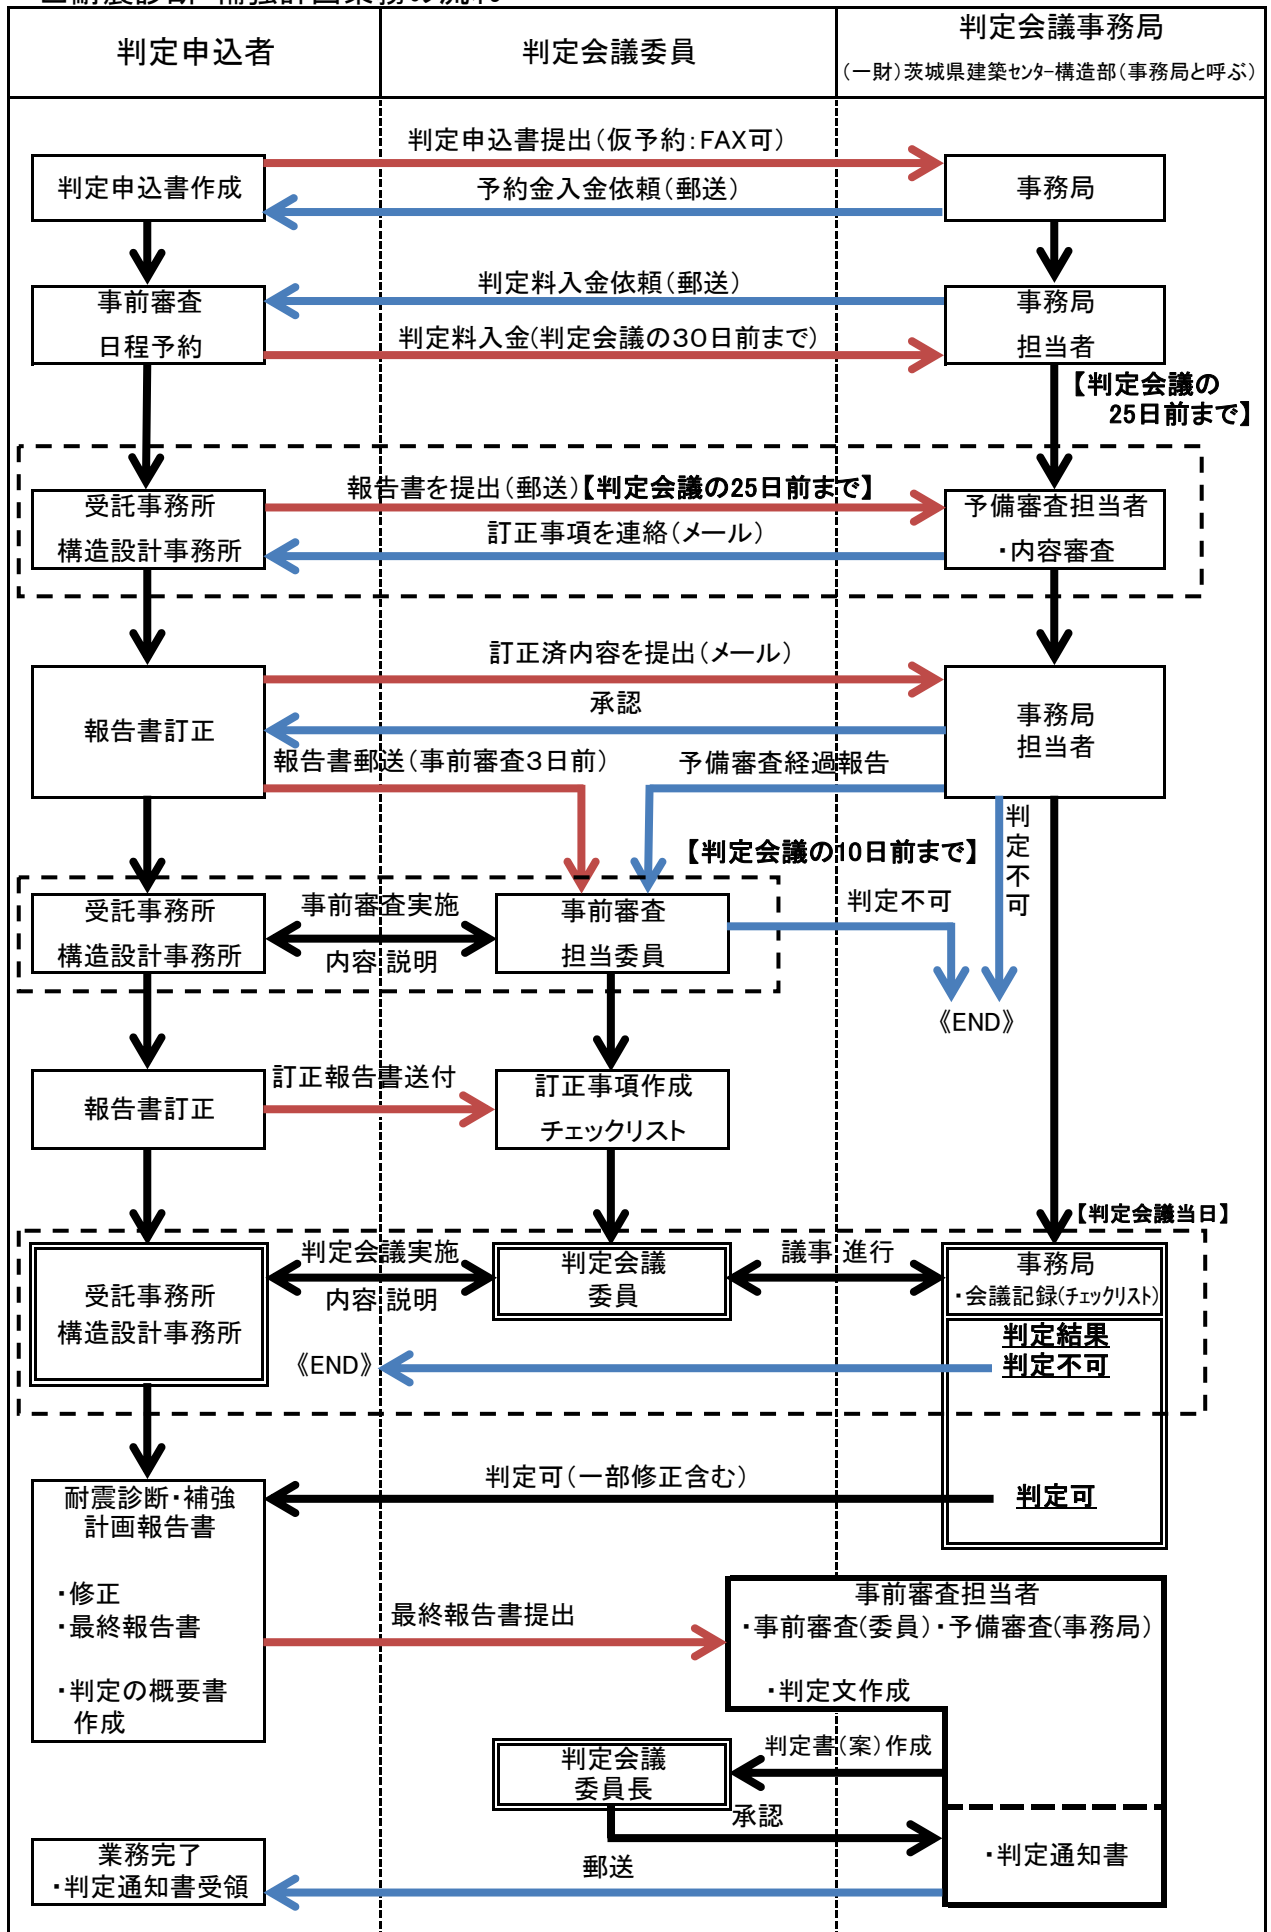 判定申込者
判定会議委員
判定会議事務局
（一財）茨城県建築センター構造部（事務局と呼ぶ）
判定申込書提出（仮予約：FAX可）
判定申込書作成
予約金入金依頼（郵送）
事務局
判定料入金依頼（郵送）
事前審査
日程予約
事務局
担当者
判定料入金(判定会議の30日前まで)
【判定会議の
25日前まで】
報告書を提出（郵送）【判定会議の25日前まで】
受託事務所
構造設計事務所
訂正事項を連絡（メール）
予備審査担当者
・内容審査
訂正済内容を提出（メール）
報告書訂正
承認
事務局
担当者
報告書郵送（事前審査3日前）
予備審査経過報告
判定不可
【判定会議の10日前まで】
受託事務所
構造設計事務所
事前審査実施
内容 説明
事前審査
担当委員
判定不可
《END》
報告書訂正
訂正報告書送付
訂正事項作成
チェックリスト
【判定会議当日】
受託事務所
構造設計事務所
判定会議実施
内容 説明
判定会議
委員
議事 進行
事務局
・会議記録(チェックリスト)
判定結果
判定不可
《END》
判定可（一部修正含む）
判定可
耐震診断・補強
計画報告書
・修正
・最終報告書
・判定の概要書
作成
最終報告書提出
事前審査担当者
・事前審査(委員)・予備審査(事務局)
・判定文作成
判定書（案）作成
判定会議
委員長
承認
・判定通知書
業務完了
・判定通知書受領
郵送